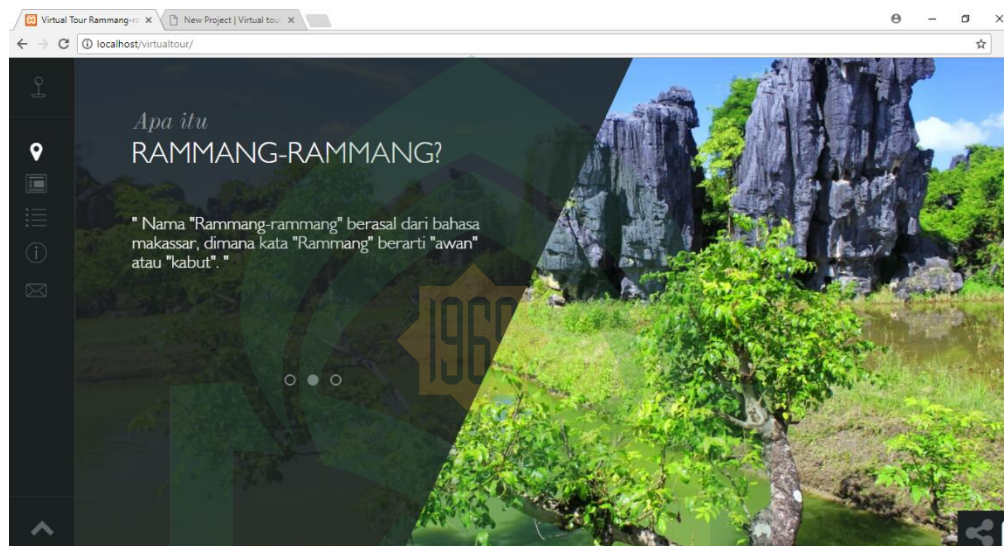 Virtual Tour Rammang-ra
New Project | Virtual tour
localhost/virtualtour/
Apa itu
RAMMANG-RAMMANG?
" Nama "Rammang-rammang" berasal dari bahasa
makassar, dimana kata "Rammang" berarti "awan"
atau "kabut". "